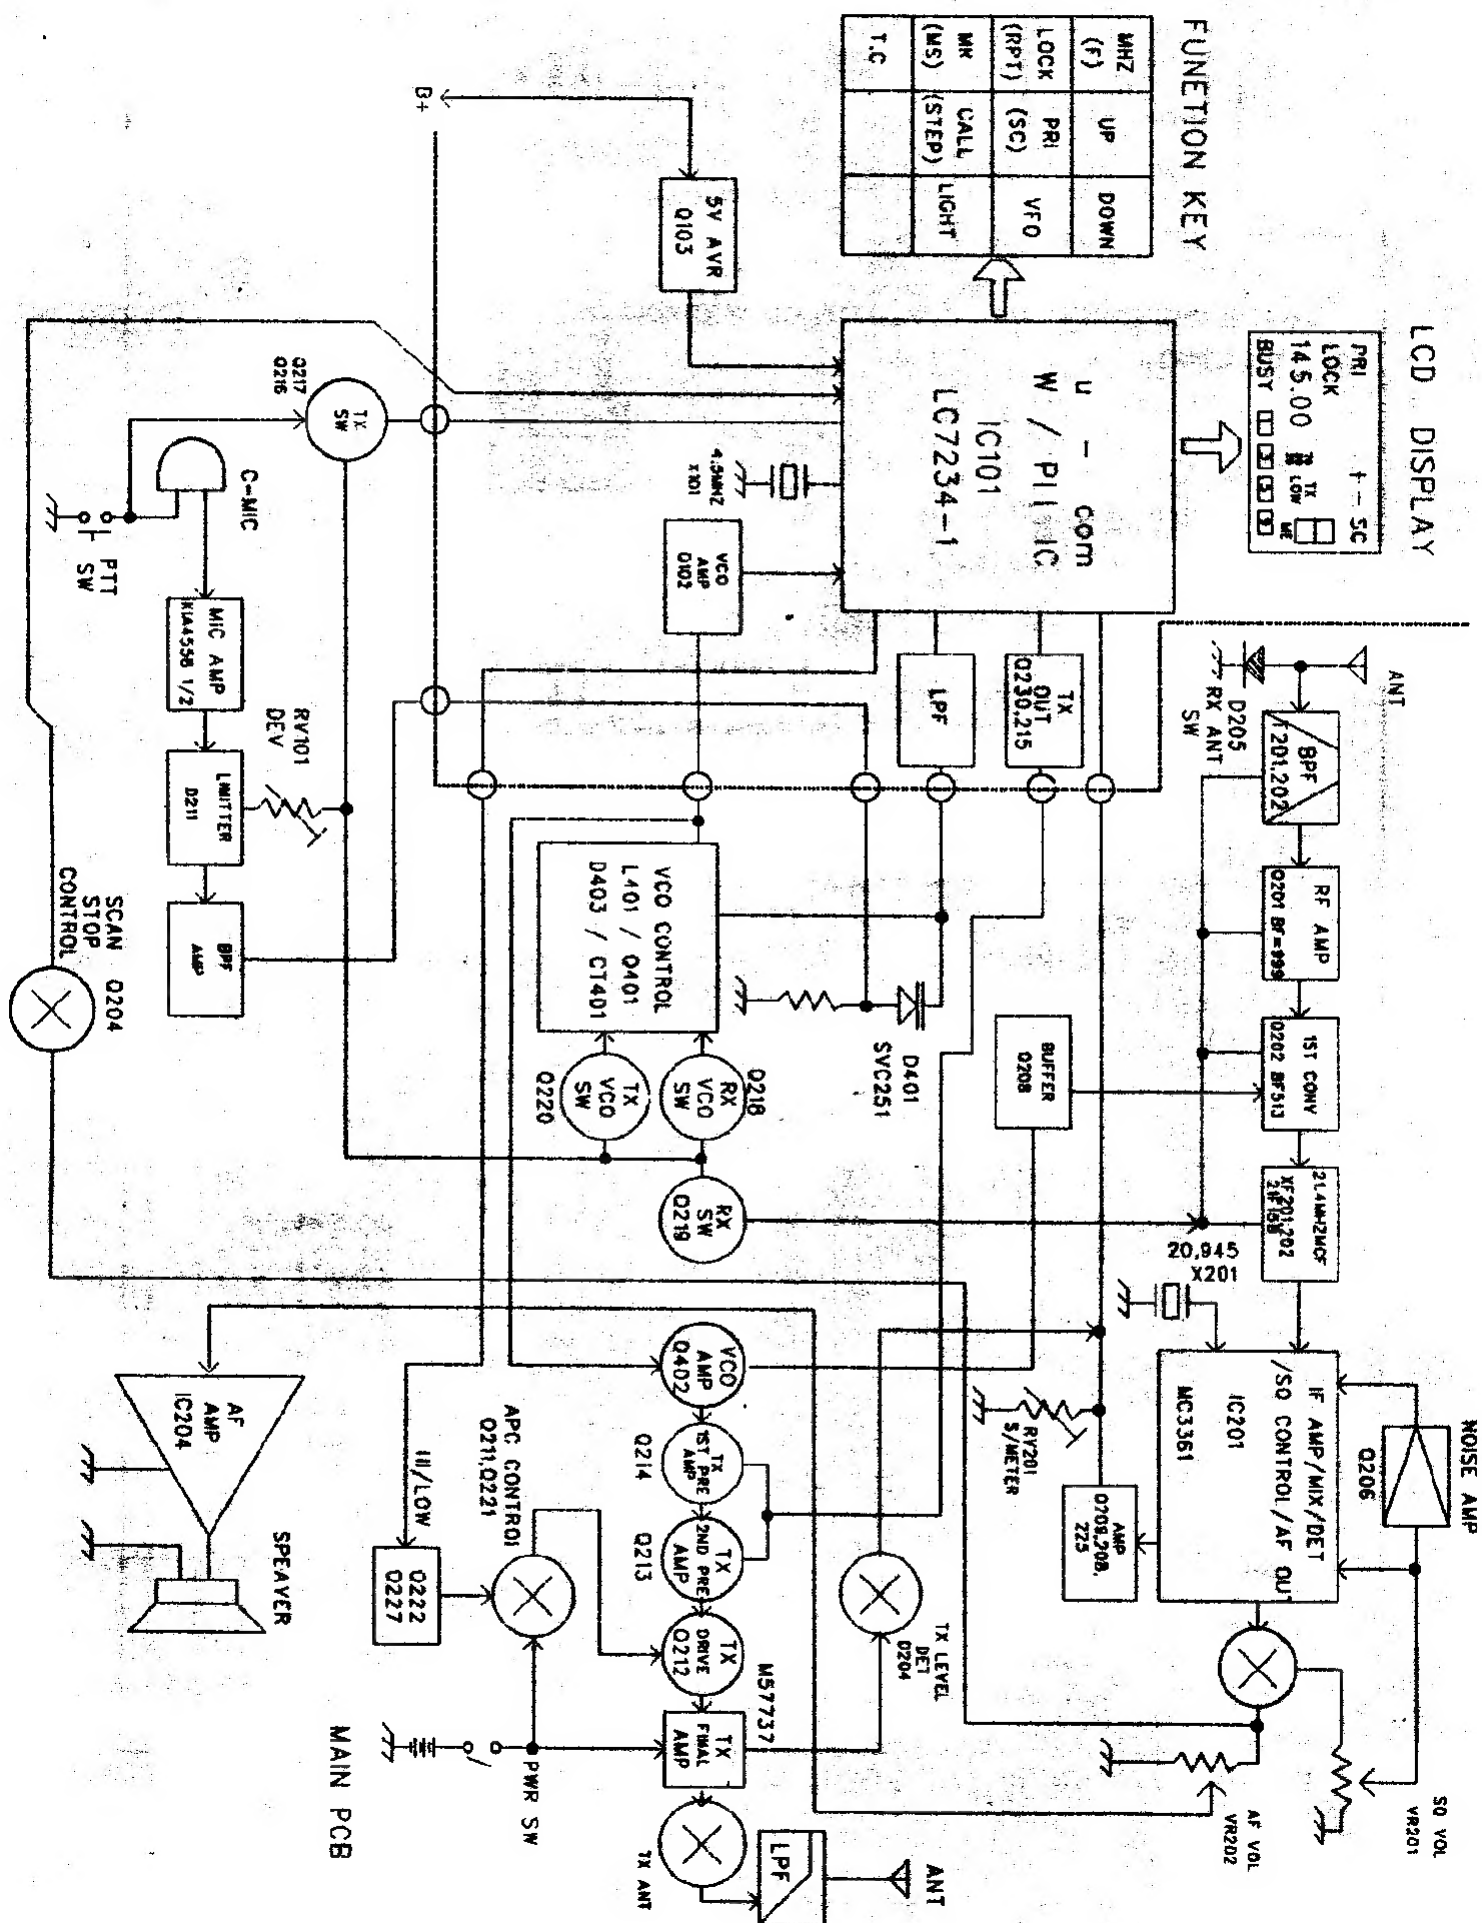 FUNETION KEY
MHZ
(F)
UP
DOWN
LOCK
(RPT)
PRI
(SC)
VFO
MR
(MS)
CALL
(STEP)
LIGHT
T.C
LCD DISPLAY
PRI + - SC
LOCK
145.00
TX
LOW
BUSY
B+
5V AVR
Q103
u - com
W / Pll IC
IC101
LC7234-1
4.5MHZ
X101
VCO
AMP
Q102
Q217
Q216
TX
SW
C-MIC
PTT
SW
MIC AMP
KIA4558 1/2
RV101
DEV
LIMITTER
D211
BPF
AMP
SCAN
STOP
CONTROL
Q204
LPF
TX
OUT
Q230,215
VCO CONTROL
L401 / Q401
D403 / CT401
D401
SVC251
TX
VCO
SW
Q220
RX
VCO
SW
Q218
RX
SW
Q219
BUFFER
Q208
ANT
D205
RX ANT
SW
BPF
T201,202
RF AMP
Q201 BF=999
1ST CONV
Q202 BF513
21.4MHZMCF
XF201,202
20.945
X201
NOISE AMP
Q206
IF AMP/MIX/DET
/SQ CONTROL/AF OUT
IC201
MC3361
RV201
S/METER
AMP
225
SQ VOL
VR201
AF VOL
VR202
TX LEVEL
DET
D204
VCO
AMP
Q402
TX
1ST PRE
AMP
Q214
TX
2ND PRE
AMP
Q213
TX
DRIVE
Q212
M57737
TX
FINAL
AMP
TX ANT
LPF
ANT
APC CONTROl
Q211,Q221
HI/LOW
Q222
Q227
PWR SW
AF
AMP
IC204
SPEAVER
MAIN PCB